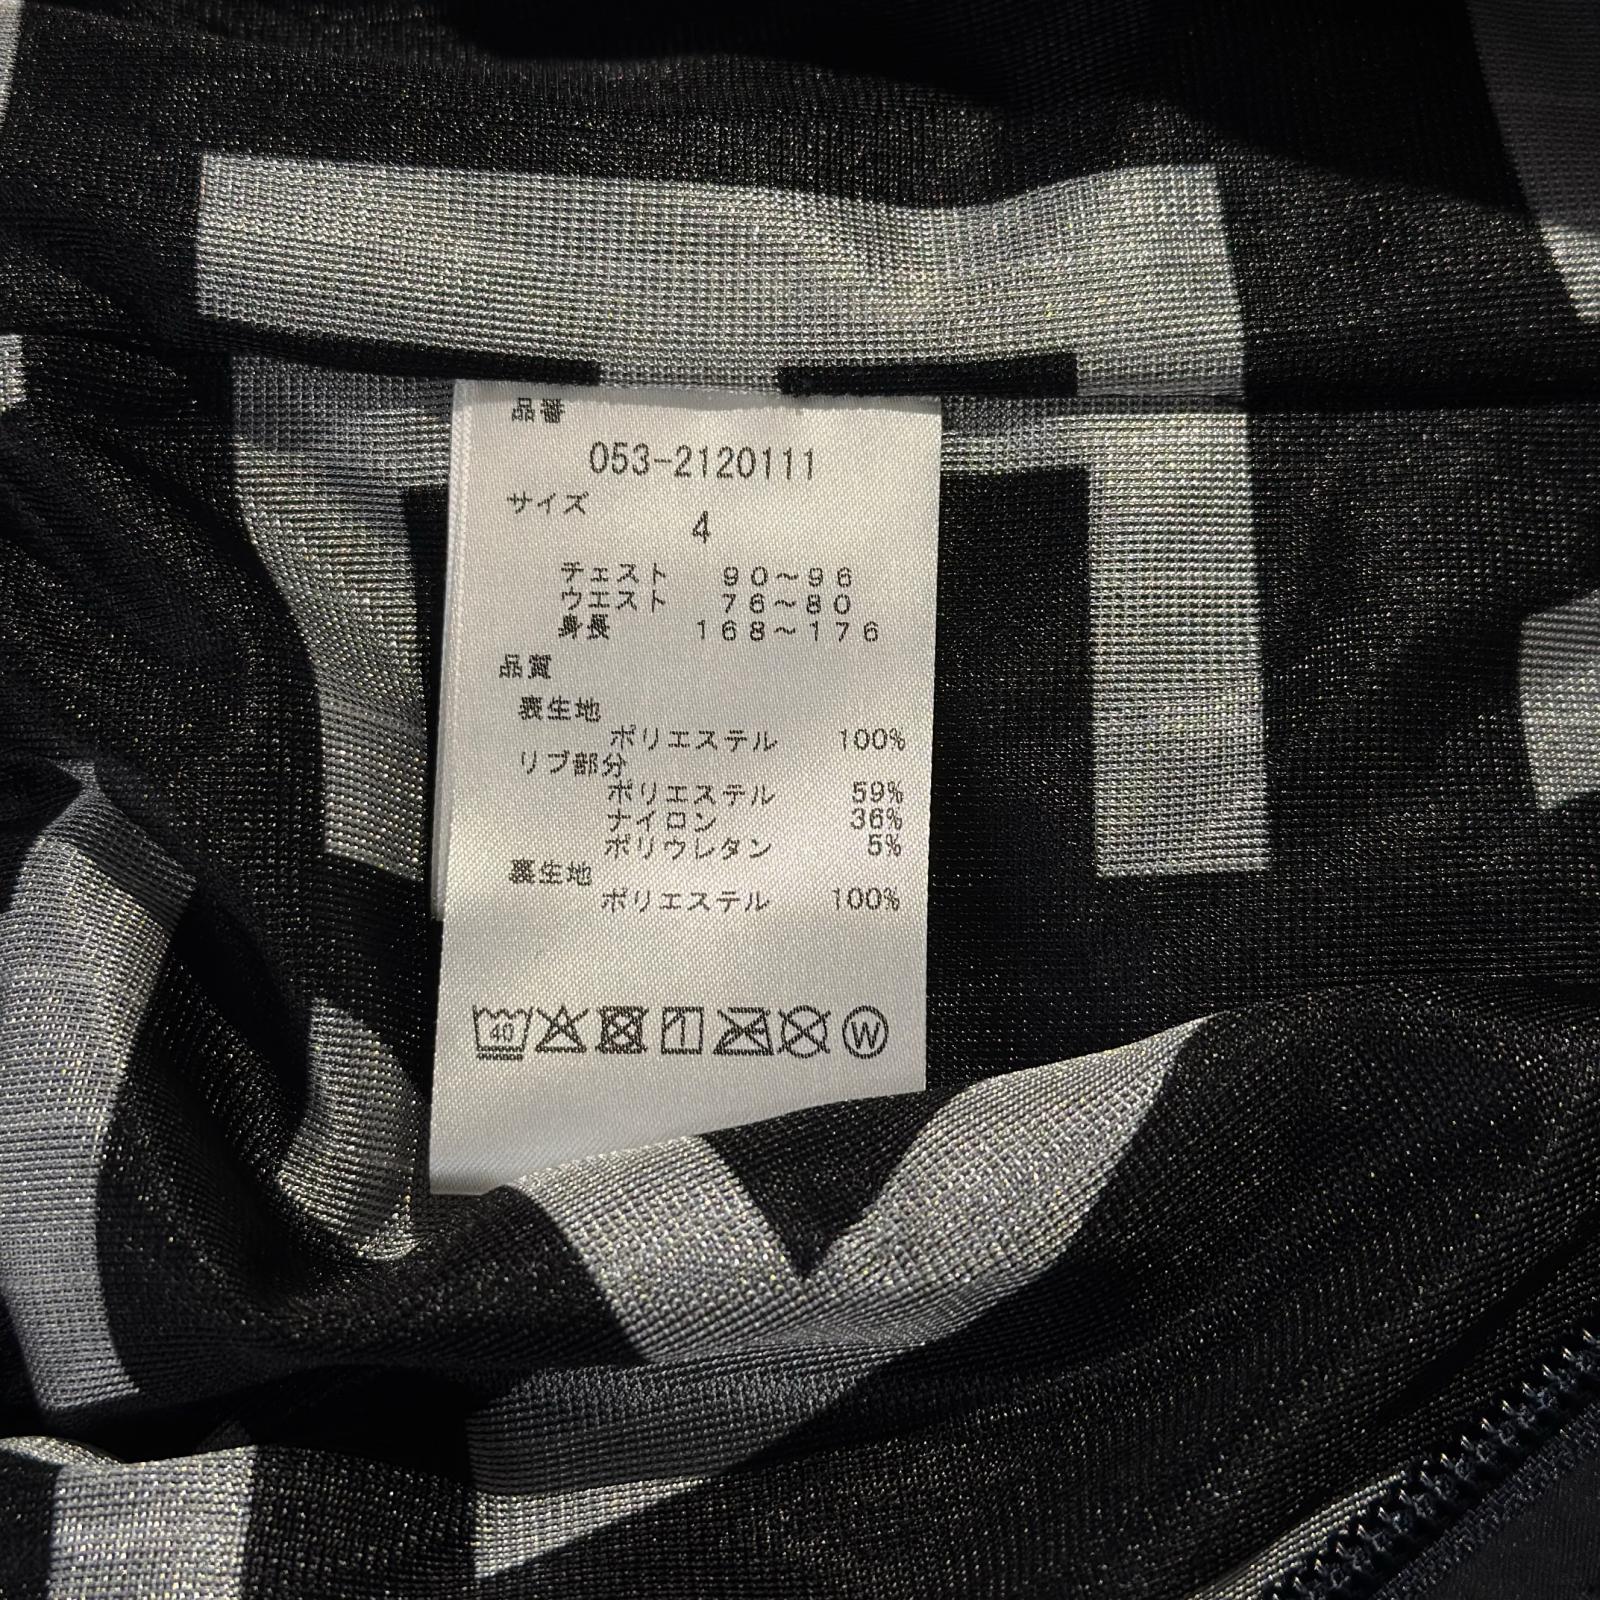 品番
053-2120111
サイズ
4
チェスト 90～96
ウエスト 76～80
身長 168～176
品質
表生地
ポリエステル 100%
リブ部分
ポリエステル 59%
ナイロン 36%
ポリウレタン 5%
裏生地
ポリエステル 100%
40 W